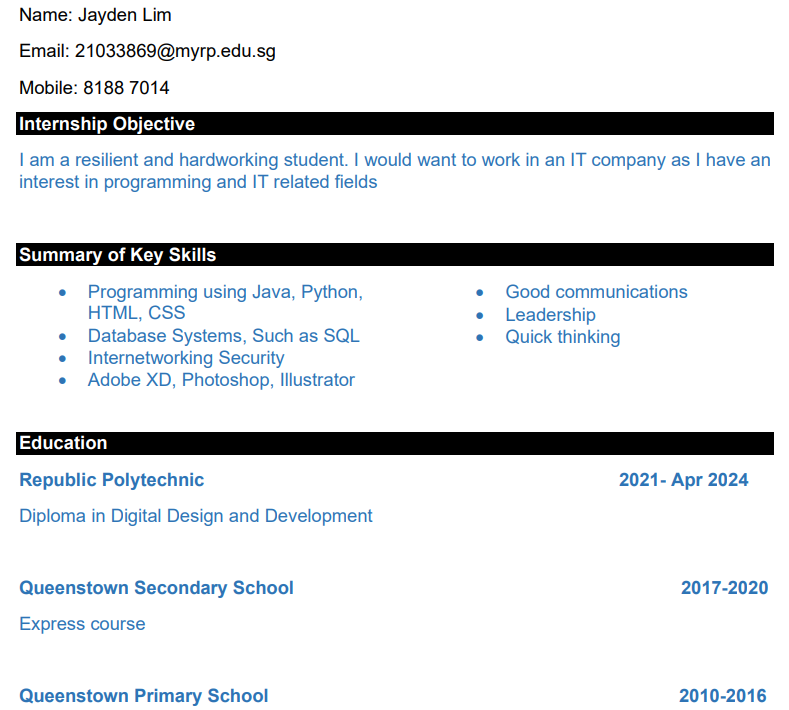 Name: Jayden Lim
Email: 21033869@myrp.edu.sg
Mobile: 8188 7014
Internship Objective
I am a resilient and hardworking student. I would want to work in an IT company as I have an
interest in programming and IT related fields
Summary of Key Skills
• Programming using Java, Python,
HTML, CSS
• Database Systems, Such as SQL
• Internetworking Security
• Adobe XD, Photoshop, Illustrator
• Good communications
• Leadership
• Quick thinking
Education
Republic Polytechnic 2021- Apr 2024
Diploma in Digital Design and Development
Queenstown Secondary School 2017-2020
Express course
Queenstown Primary School 2010-2016